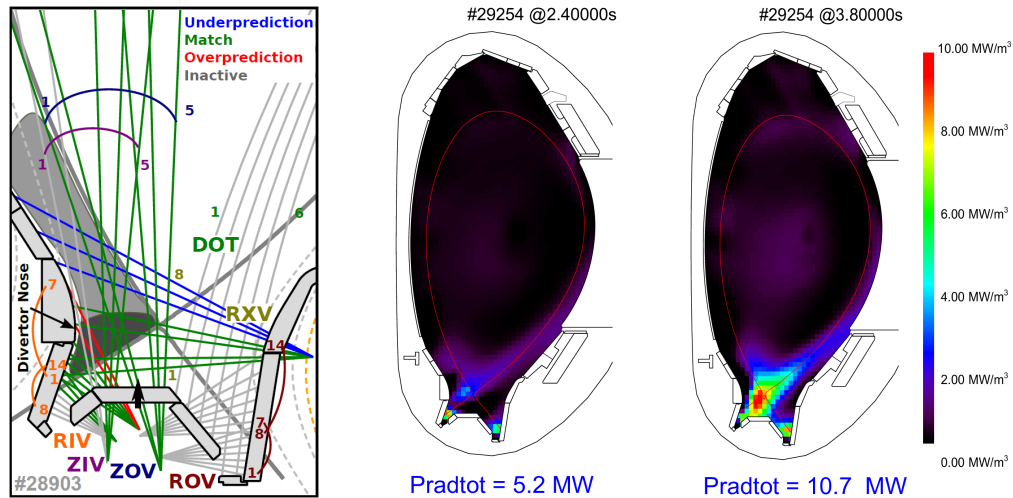 Underprediction
Match
Overprediction
Inactive
1
5
1
5
1
6
DOT
8
RXV
Divertor Nose
7
14
14
1
1
8
7
8
1
RIV
ZIV
ZOV
ROV
#28903
#29254 @2.40000s
Pradtot = 5.2 MW
#29254 @3.80000s
Pradtot = 10.7 MW
10.00 MW/m³
8.00 MW/m³
6.00 MW/m³
4.00 MW/m³
2.00 MW/m³
0.00 MW/m³